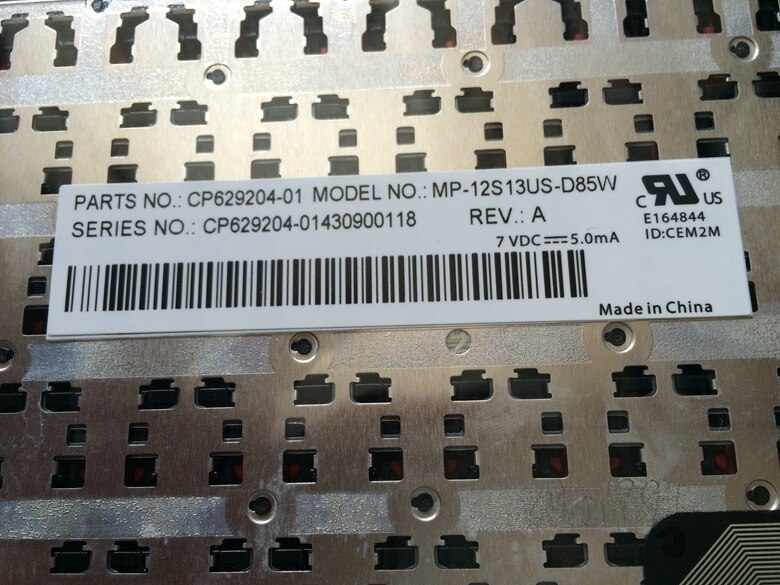 PARTS NO.: CP629204-01 MODEL NO.: MP-12S13US-D85W
SERIES NO.: CP629204-01430900118 REV.: A
7 VDC⎓5.0mA
C RU® US
E164844
ID:CEM2M
Made in China